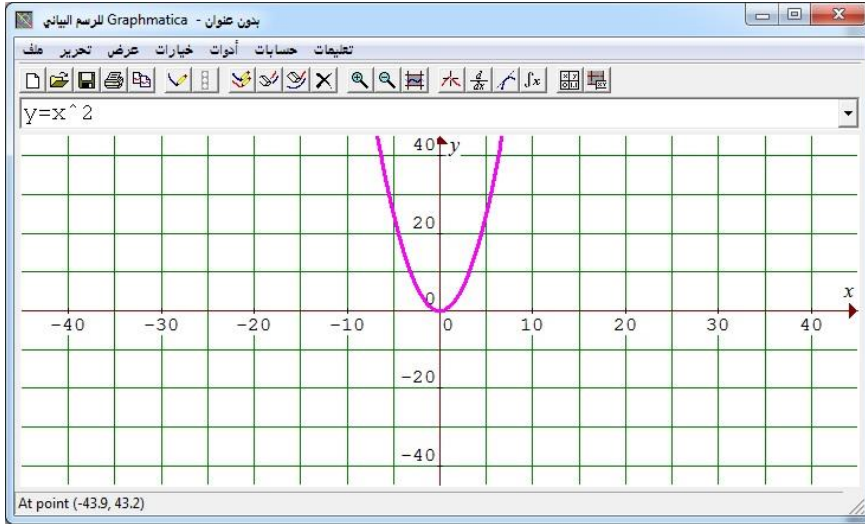 بدون عنوان - Graphmatica للرسم البياني
ملف تحرير عرض خيارات أدوات حسابات تعليمات
d/dx ∫x
y=x^2
40 y
20
0
x
-40 -30 -20 -10 0 10 20 30 40
-20
-40
At point (-43.9, 43.2)